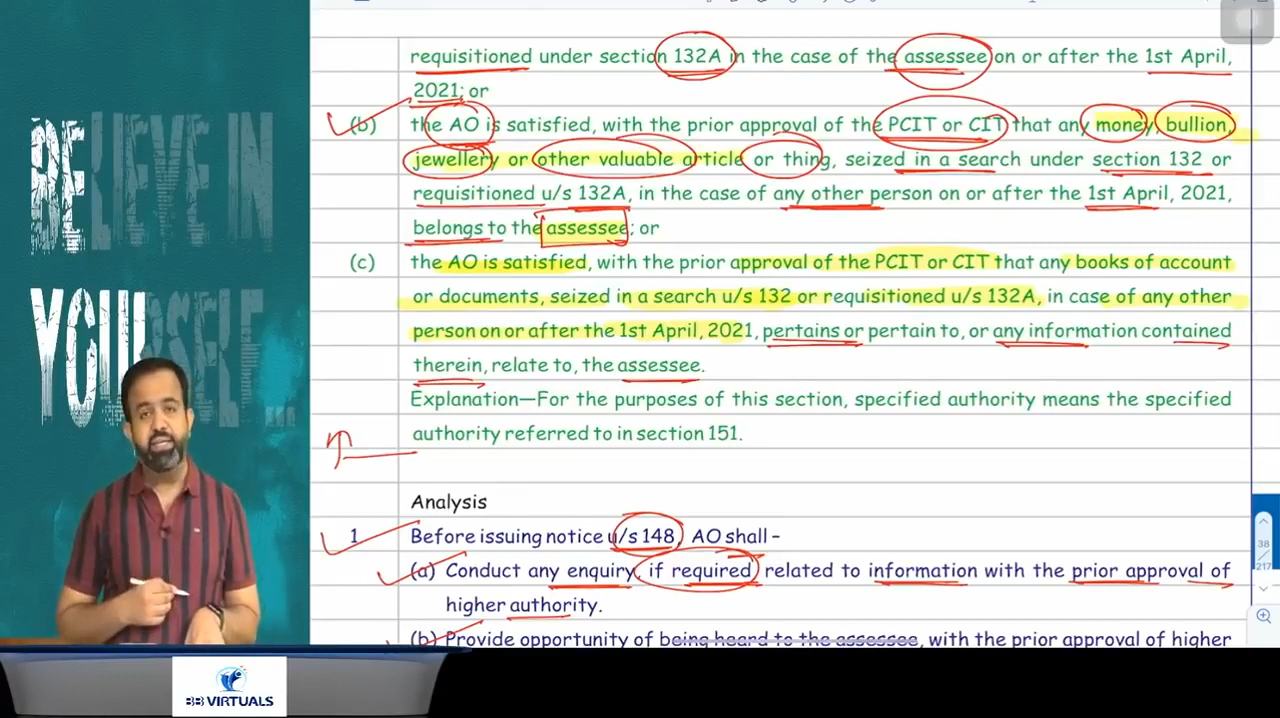 BELIEVE IN
YOURSELF...
requisitioned under section 132A in the case of the assessee on or after the 1st April,
2021; or
(b) the AO is satisfied, with the prior approval of the PCIT or CIT that any money, bullion,
jewellery or other valuable article or thing, seized in a search under section 132 or
requisitioned u/s 132A, in the case of any other person on or after the 1st April, 2021,
belongs to the assessee; or
(c) the AO is satisfied, with the prior approval of the PCIT or CIT that any books of account
or documents, seized in a search u/s 132 or requisitioned u/s 132A, in case of any other
person on or after the 1st April, 2021, pertains or pertain to, or any information contained
therein, relate to, the assessee.
Explanation—For the purposes of this section, specified authority means the specified
authority referred to in section 151.
Analysis
1 Before issuing notice u/s 148, AO shall –
(a) Conduct any enquiry, if required, related to information with the prior approval of
higher authority.
(b) Provide opportunity of being heard to the assessee, with the prior approval of higher
38
217
BB VIRTUALS